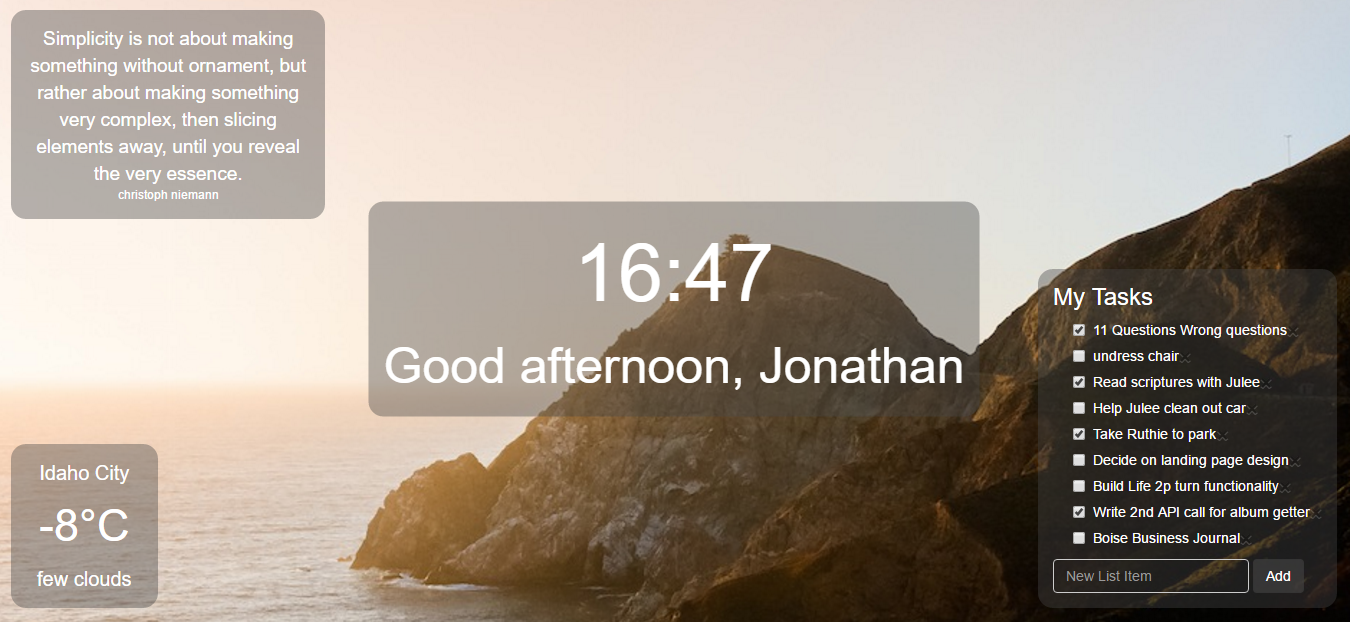 Simplicity is not about making
something without ornament, but
rather about making something
very complex, then slicing
elements away, until you reveal
the very essence.
christoph niemann
16:47
Good afternoon, Jonathan
Idaho City
-8°C
few clouds
My Tasks
11 Questions Wrong questions
undress chair
Read scriptures with Julee
Help Julee clean out car
Take Ruthie to park
Decide on landing page design
Build Life 2p turn functionality
Write 2nd API call for album getter
Boise Business Journal
New List Item
Add